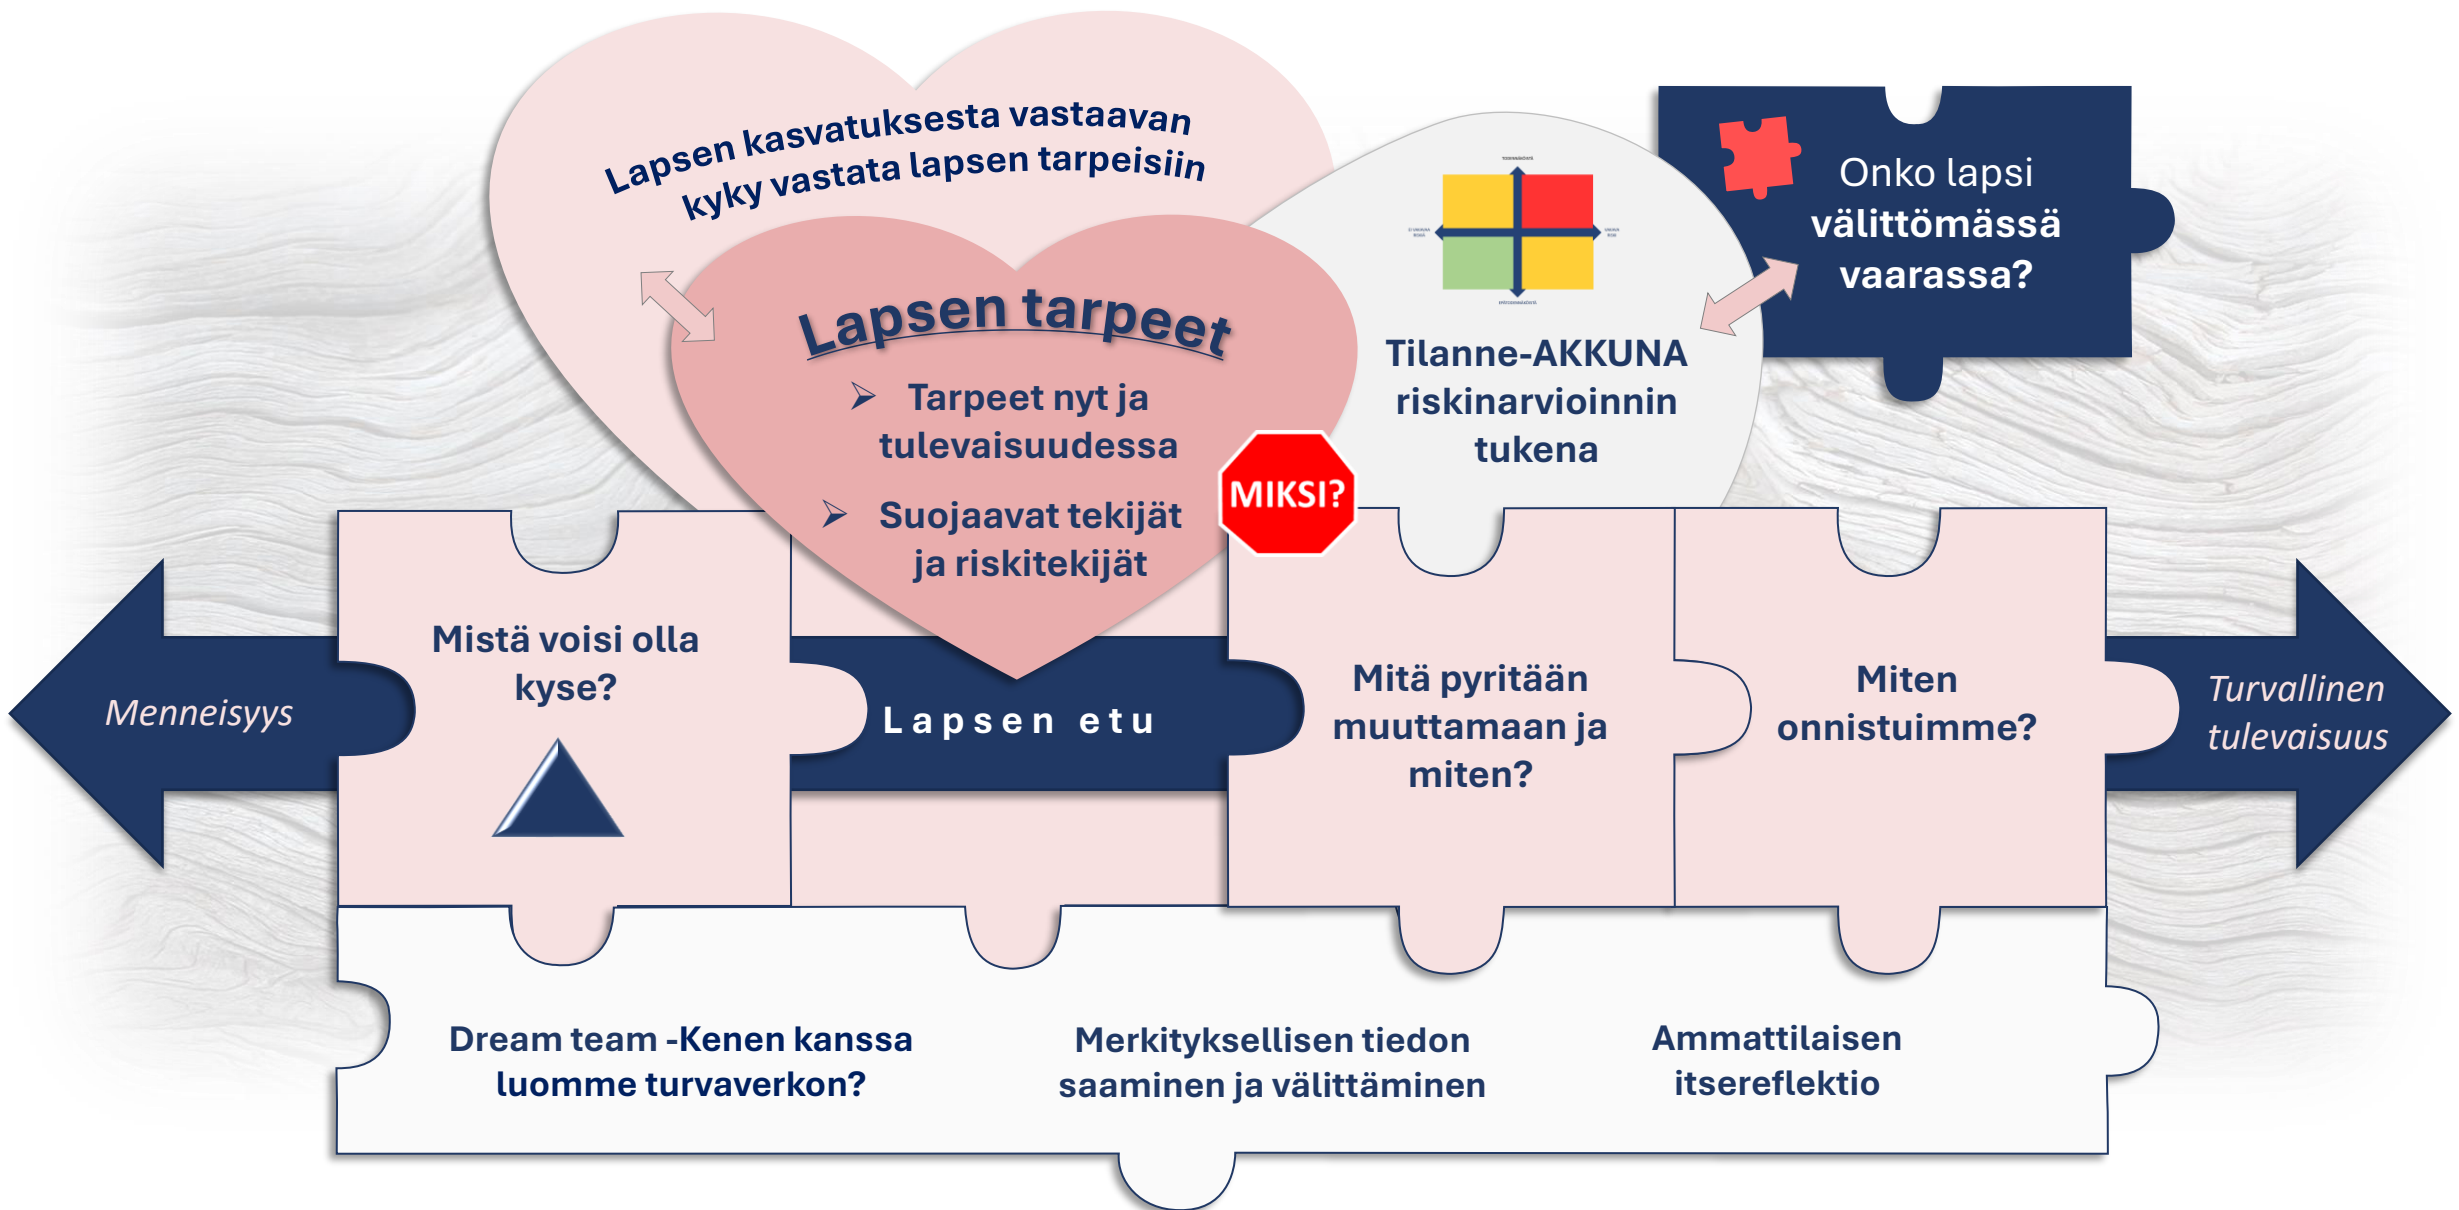 Lapsen kasvatuksesta vastaavan
kyky vastata lapsen tarpeisiin
Lapsen tarpeet
Tarpeet nyt ja
tulevaisuudessa
Suojaavat tekijät
ja riskitekijät
MIKSI?
Tilanne-AKKUNA
riskinarvioinnin
tukena
Onko lapsi
välittömässä
vaarassa?
Menneisyys
Mistä voisi olla
kyse?
Lapsen etu
Mitä pyritään
muuttamaan ja
miten?
Miten
onnistuimme?
Turvallinen
tulevaisuus
Dream team -Kenen kanssa
luomme turvaverkon?
Merkityksellisen tiedon
saaminen ja välittäminen
Ammattilaisen
itsereflektio